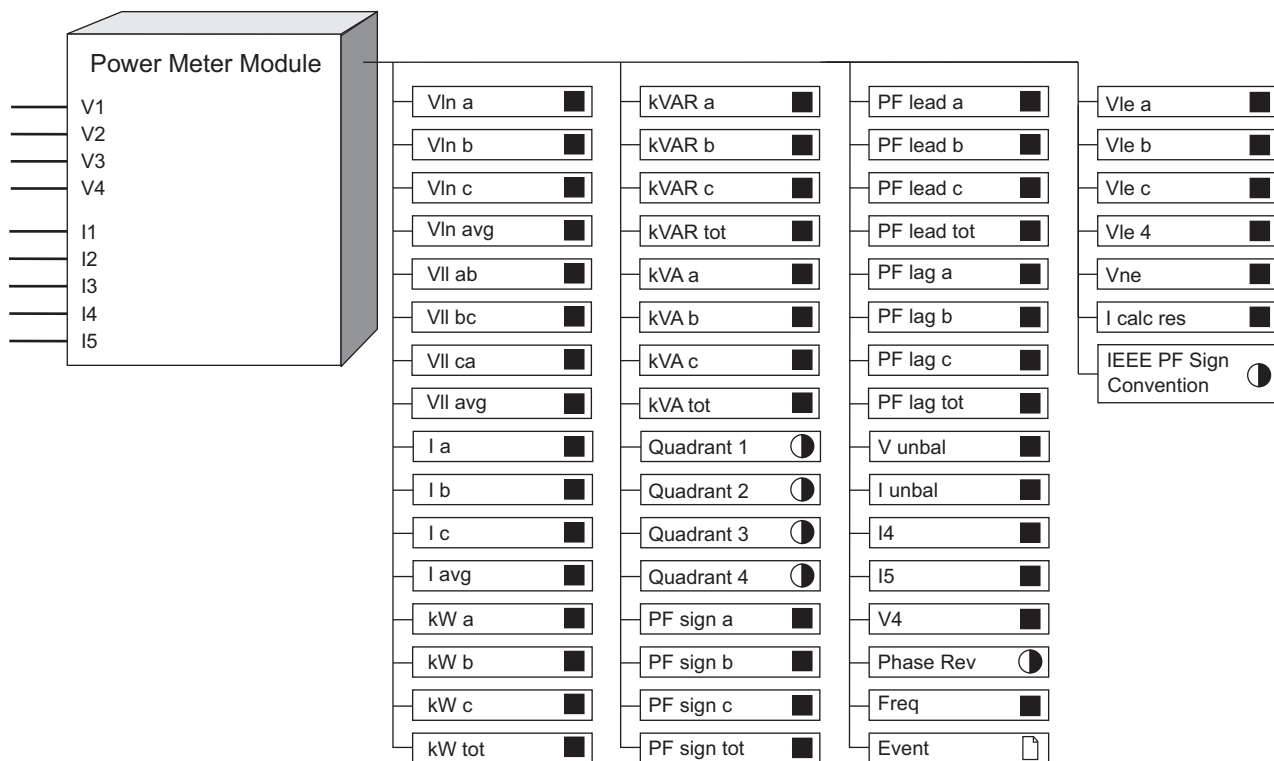 Power Meter Module
V1
V2
V3
V4
I1
I2
I3
I4
I5
Vln a
Vln b
Vln c
Vln avg
Vll ab
Vll bc
Vll ca
Vll avg
I a
I b
I c
I avg
kW a
kW b
kW c
kW tot
kVAR a
kVAR b
kVAR c
kVAR tot
kVA a
kVA b
kVA c
kVA tot
Quadrant 1
Quadrant 2
Quadrant 3
Quadrant 4
PF sign a
PF sign b
PF sign c
PF sign tot
PF lead a
PF lead b
PF lead c
PF lead tot
PF lag a
PF lag b
PF lag c
PF lag tot
V unbal
I unbal
I4
I5
V4
Phase Rev
Freq
Event
Vle a
Vle b
Vle c
Vle 4
Vne
I calc res
IEEE PF Sign
Convention